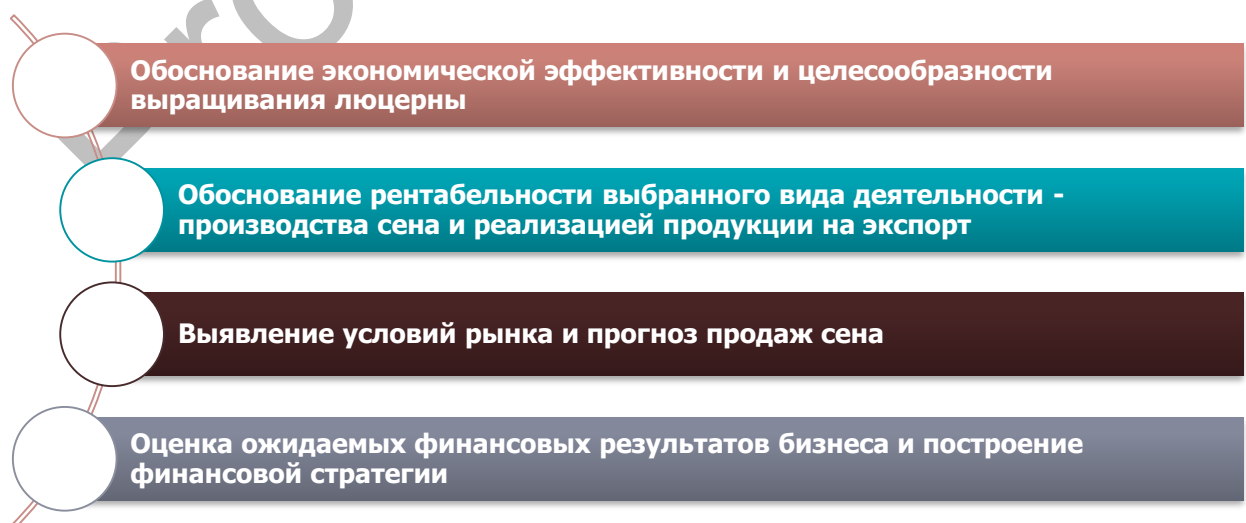 Обоснование экономической эффективности и целесообразности
выращивания люцерны
Обоснование рентабельности выбранного вида деятельности -
производства сена и реализацией продукции на экспорт
Выявление условий рынка и прогноз продаж сена
Оценка ожидаемых финансовых результатов бизнеса и построение
финансовой стратегии